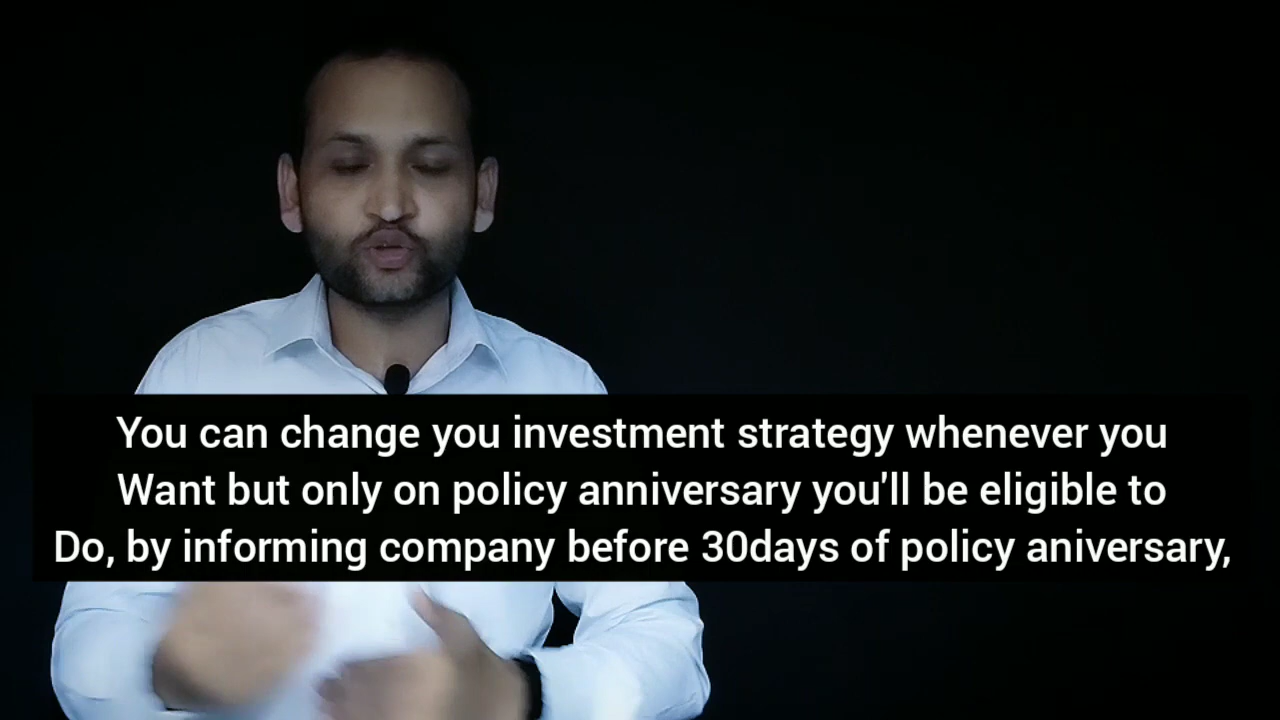 You can change you investment strategy whenever you
Want but only on policy anniversary you'll be eligible to
Do, by informing company before 30days of policy aniversary,